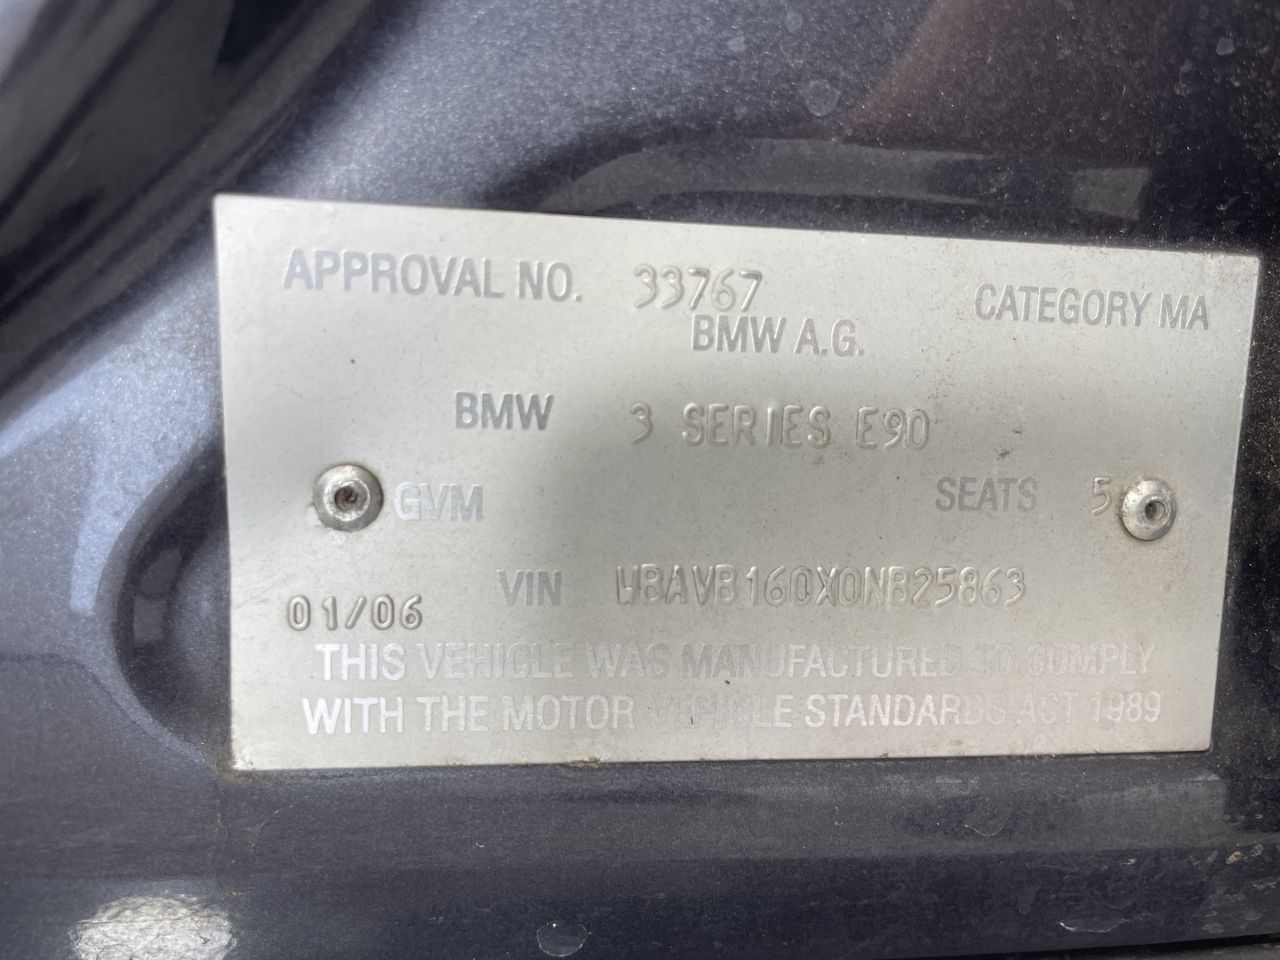 APPROVAL NO. 33767 CATEGORY MA
BMW A.G.
BMW 3 SERIES E90
GVM SEATS 5
01/06 VIN WBAVB160X0NB25863
THIS VEHICLE WAS MANUFACTURED TO COMPLY
WITH THE MOTOR VEHICLE STANDARDS ACT 1989